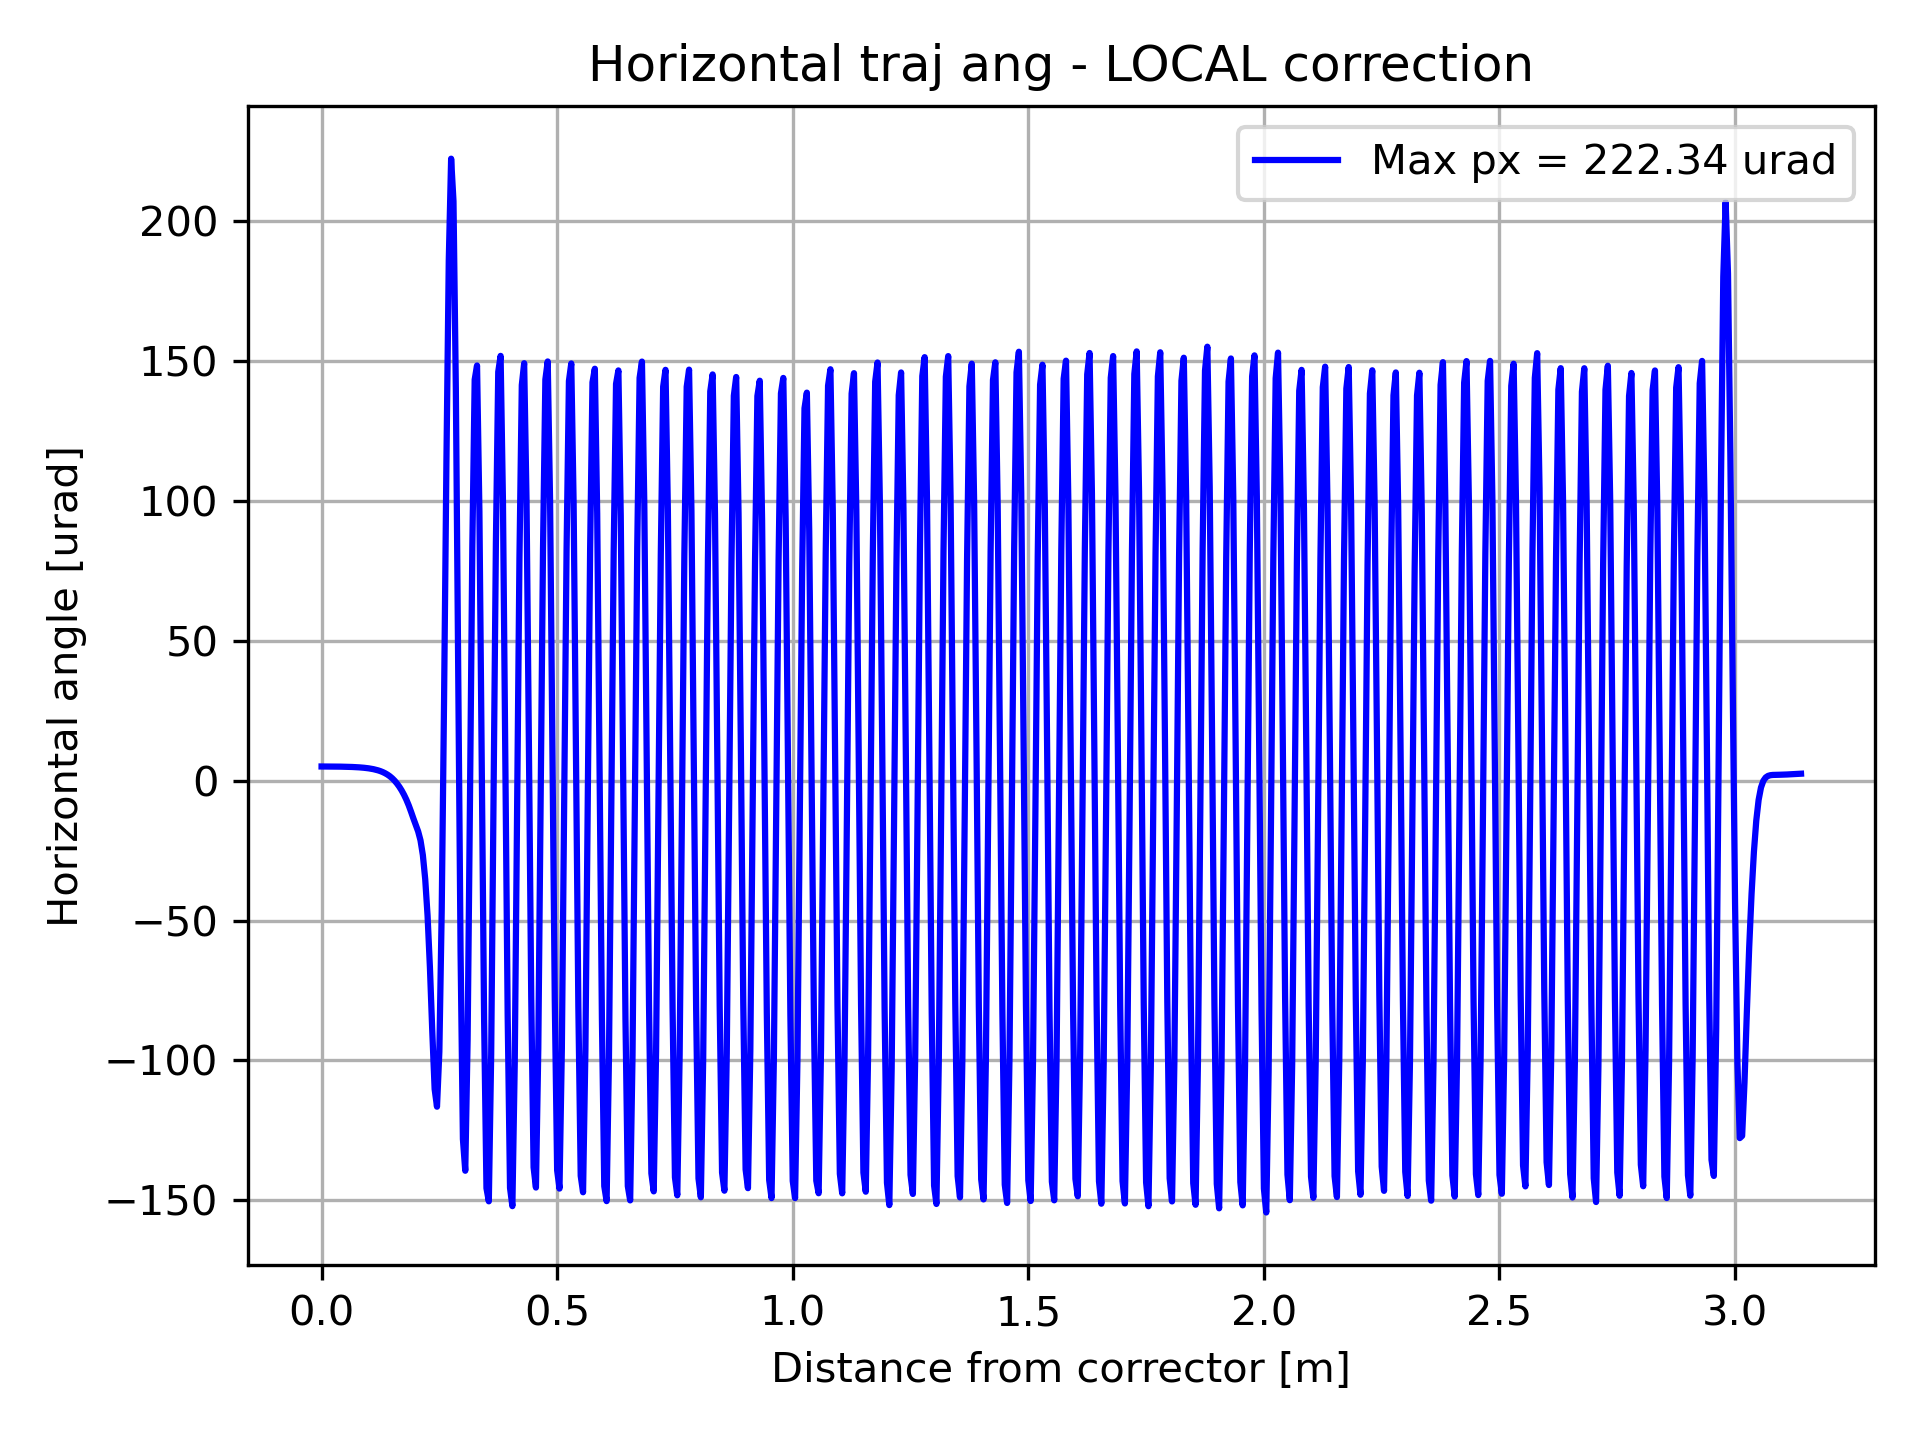 Horizontal traj ang - LOCAL correction
Max px = 222.34 urad
Horizontal angle [urad]
200
150
100
50
0
−50
−100
−150
0.0 0.5 1.0 1.5 2.0 2.5 3.0
Distance from corrector [m]